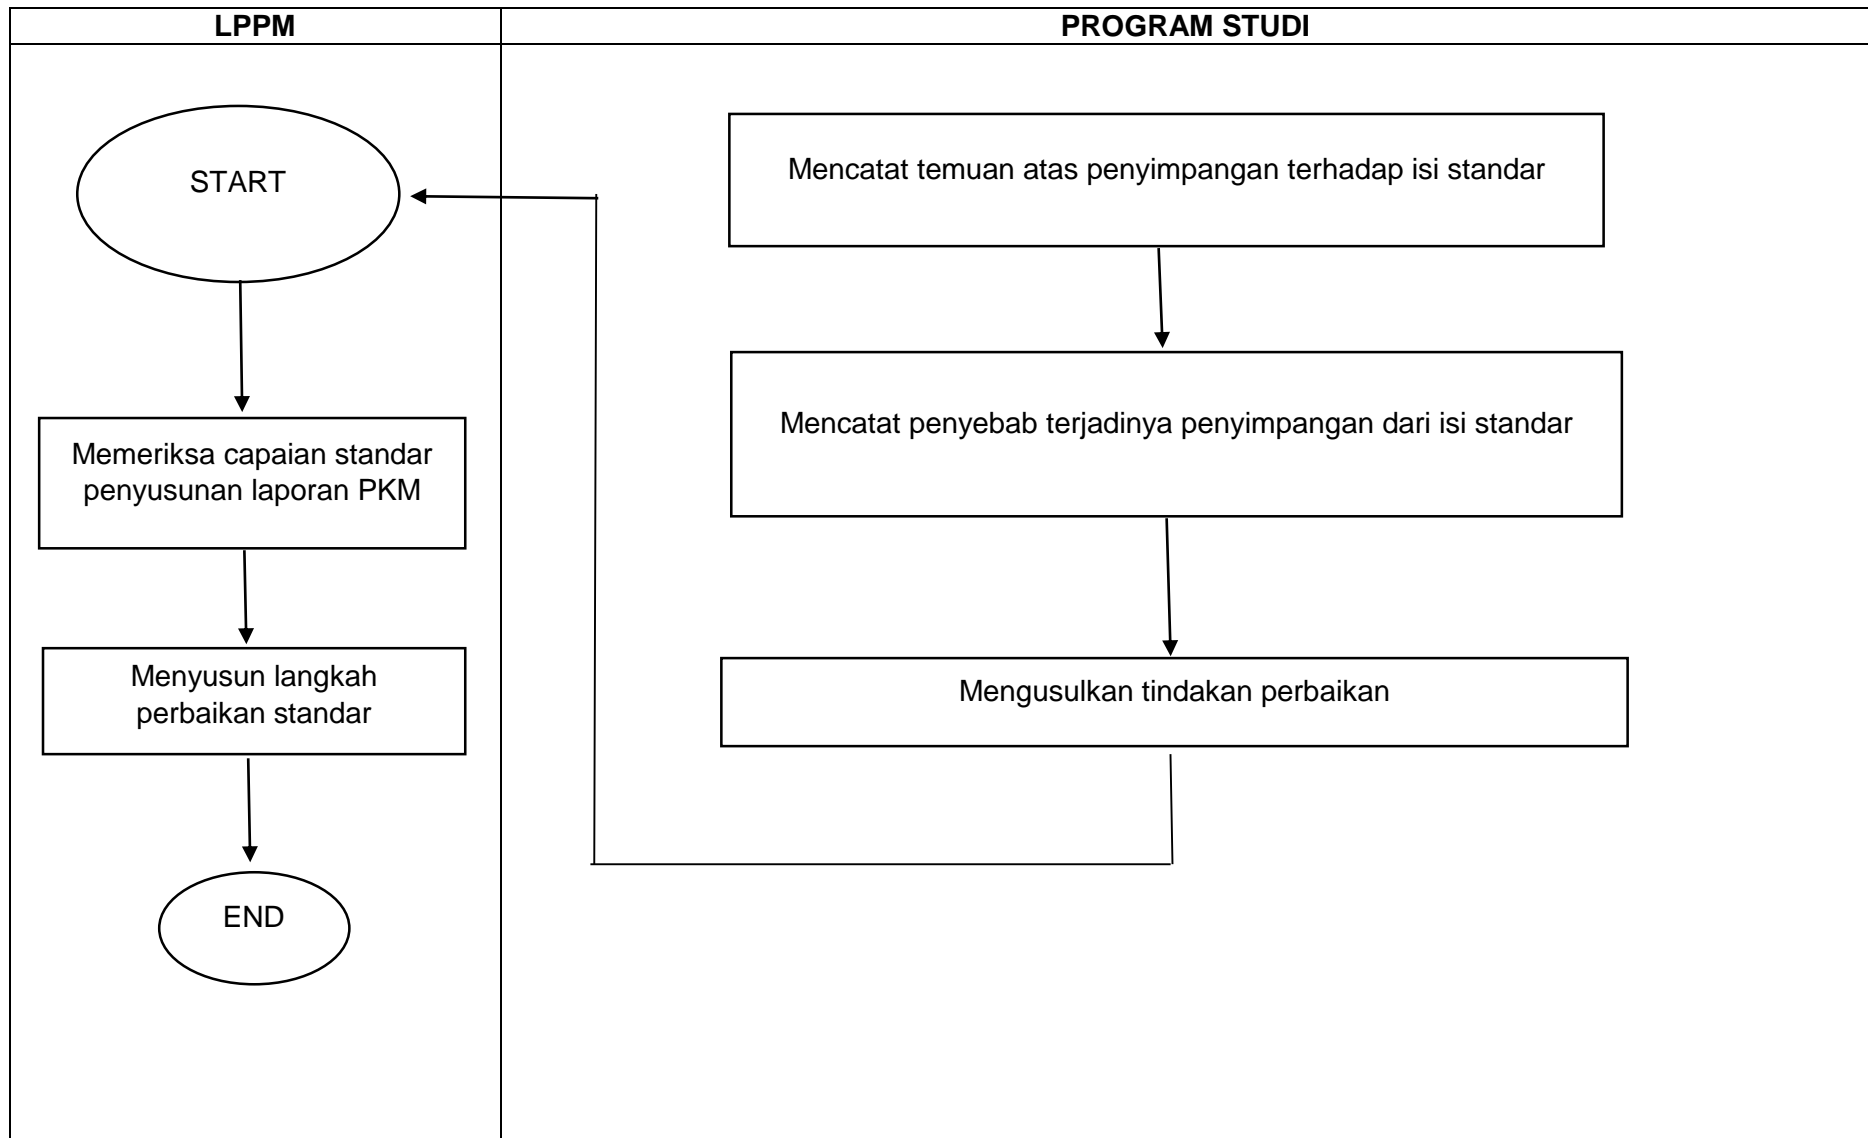 LPPM
PROGRAM STUDI
START
Memeriksa capaian standar
penyusunan laporan PKM
Menyusun langkah
perbaikan standar
END
Mencatat temuan atas penyimpangan terhadap isi standar
Mencatat penyebab terjadinya penyimpangan dari isi standar
Mengusulkan tindakan perbaikan